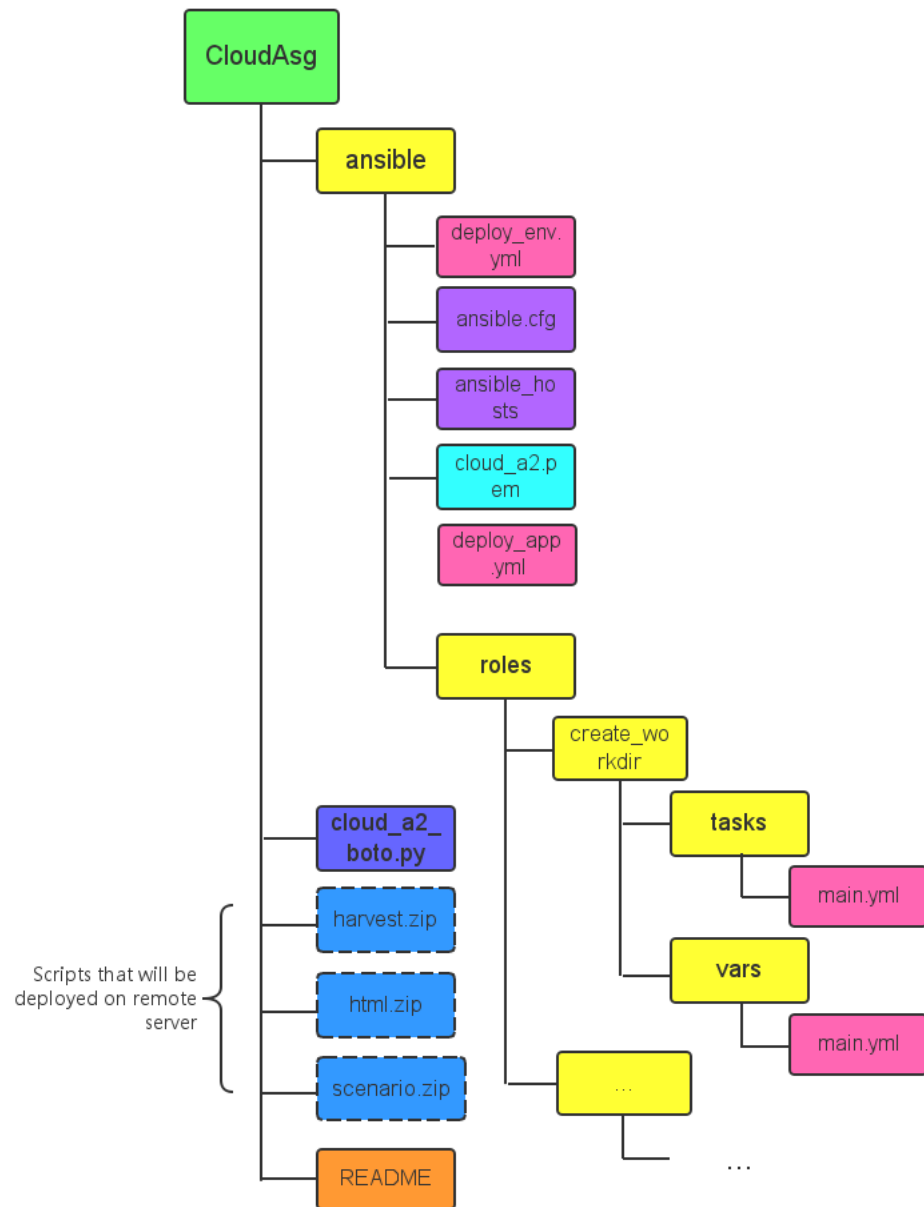 CloudAsg
ansible
deploy_env.
yml
ansible.cfg
ansible_ho
sts
cloud_a2.p
em
deploy_app
.yml
roles
create_wo
rkdir
tasks
main.yml
vars
main.yml
...
...
cloud_a2_
boto.py
harvest.zip
Scripts that will be
deployed on remote
server
html.zip
scenario.zip
README